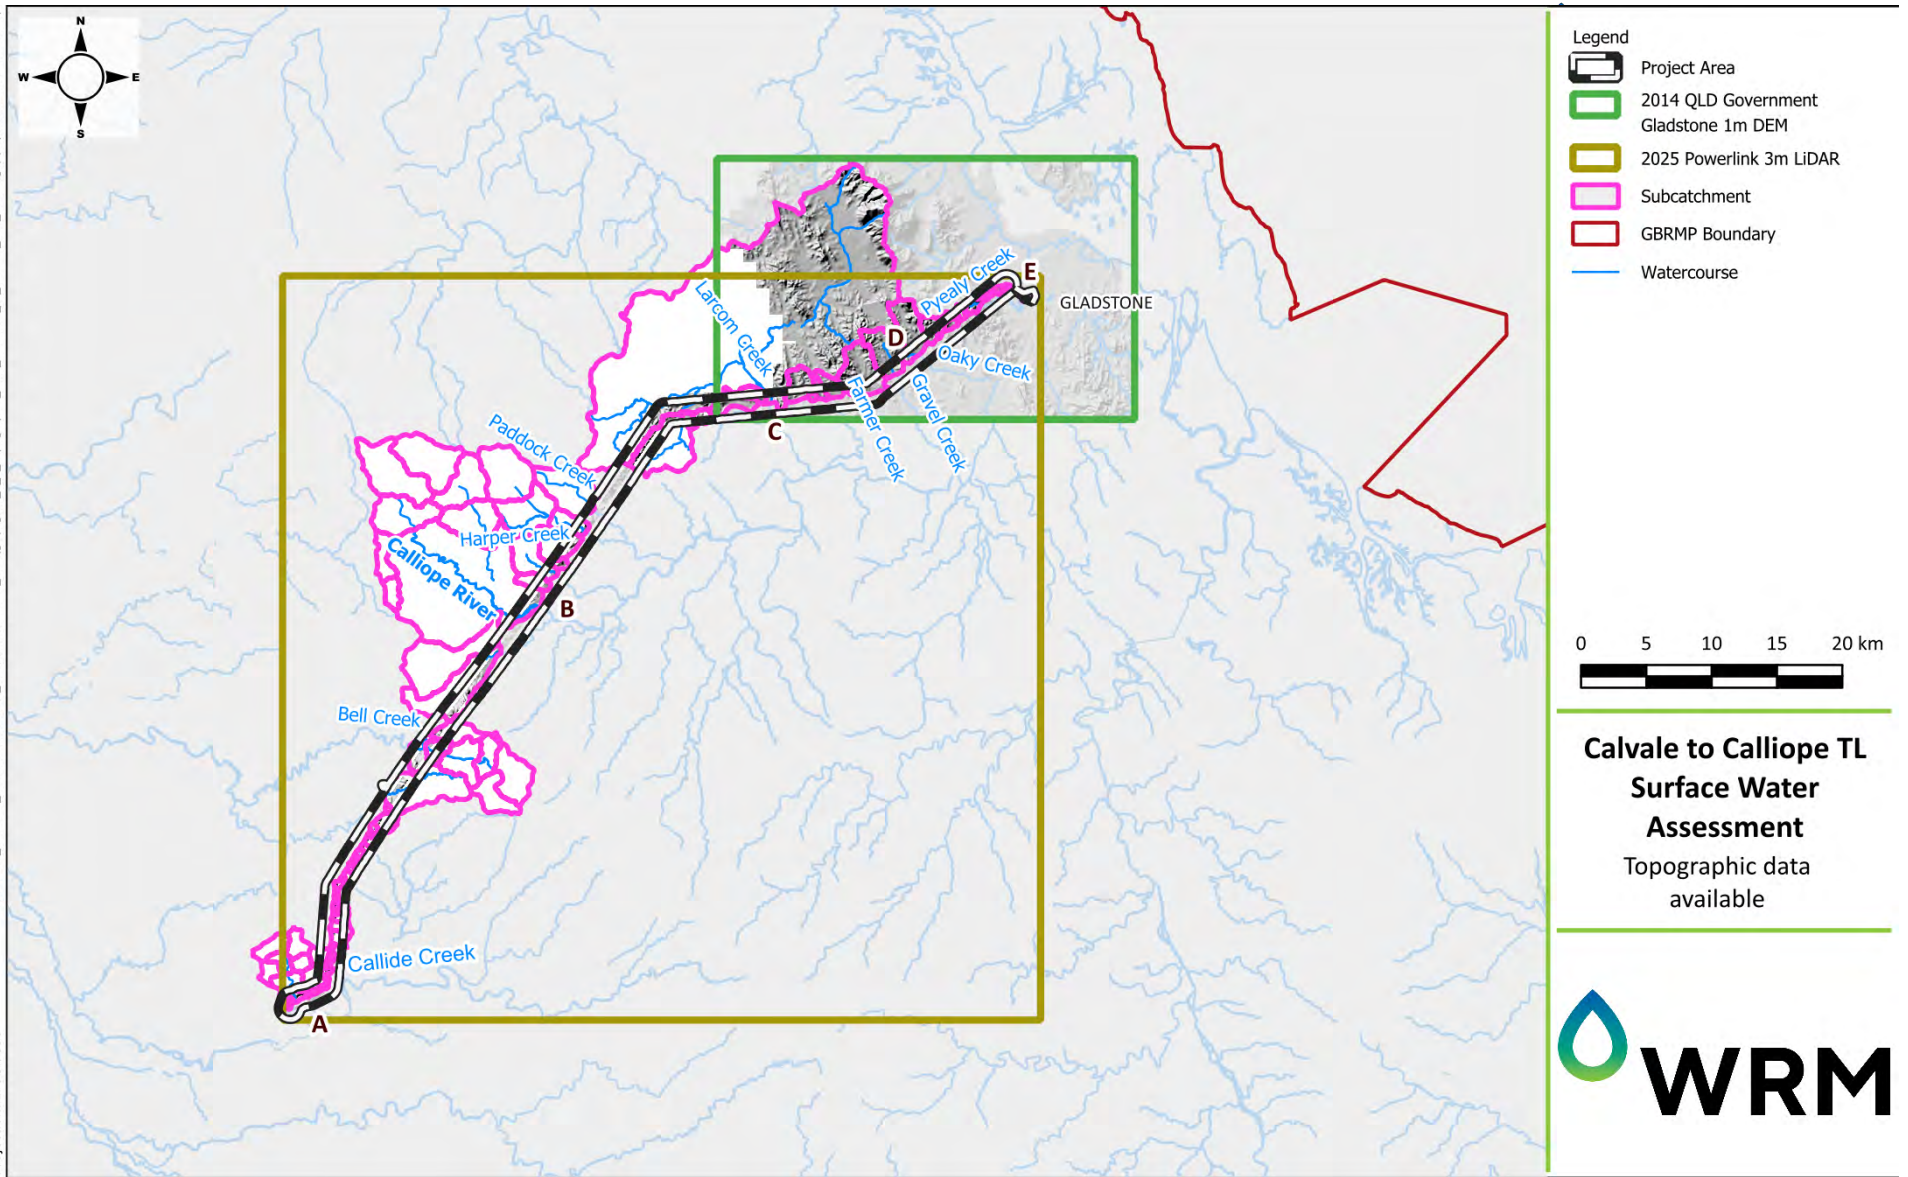 N
W
E
S
Larcom Creek
Pyealy Creek
E
GLADSTONE
D
Oaky Creek
Gravel Creek
Farmer Creek
C
Paddock Creek
Harper Creek
Calliope River
B
Bell Creek
Callide Creek
A
Legend
Project Area
2014 QLD Government
Gladstone 1m DEM
2025 Powerlink 3m LiDAR
Subcatchment
GBRMP Boundary
Watercourse
0 5 10 15 20 km
Calvale to Calliope TL
Surface Water
Assessment
Topographic data
available
WRM